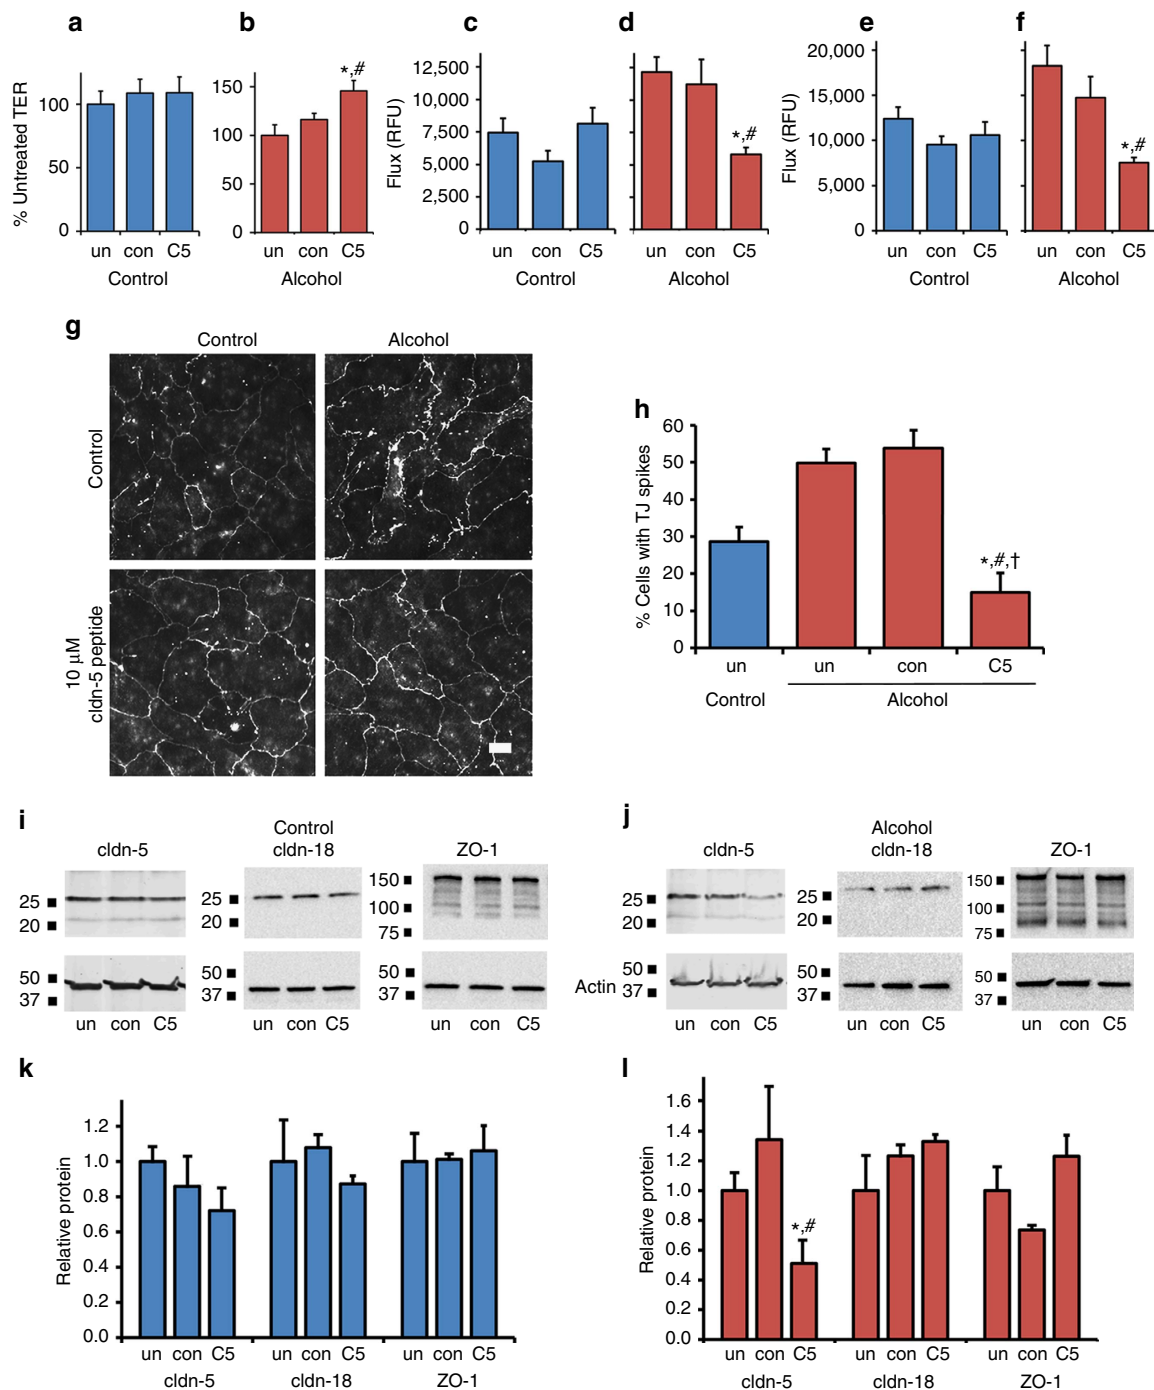 a
b
c
d
e
f
% Untreated TER
100
50
0
un con C5
Control
150
100
50
0
*,#
un con C5
Alcohol
Flux (RFU)
12,500
10,000
7,500
5,000
2,500
0
un con C5
Control
*,#
un con C5
Alcohol
Flux (RFU)
20,000
15,000
10,000
5,000
0
un con C5
Control
*,#
un con C5
Alcohol
g
Control Alcohol
Control
10 µM
cldn-5 peptide
h
% Cells with TJ spikes
60
50
40
30
20
10
0
*,#,†
un un con C5
Control Alcohol
i
Control
cldn-5 cldn-18 ZO-1
25
20
25
20
150
100
75
50
37
50
37
50
37
un con C5 un con C5 un con C5
j
Alcohol
cldn-5 cldn-18 ZO-1
25
20
25
20
150
100
75
Actin
50
37
50
37
50
37
un con C5 un con C5 un con C5
k
Relative protein
1.2
1.0
0.8
0.6
0.4
0.2
0.0
un con C5 un con C5 un con C5
cldn-5 cldn-18 ZO-1
l
Relative protein
1.6
1.4
1.2
1.0
0.8
0.6
0.4
0.2
0.0
*,#
un con C5 un con C5 un con C5
cldn-5 cldn-18 ZO-1